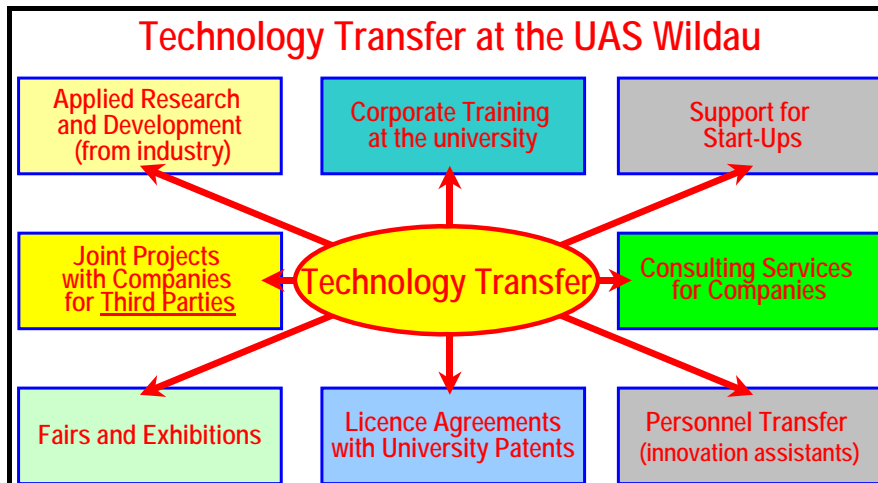 Technology Transfer at the UAS Wildau
Applied Research
and Development
(from industry)
Corporate Training
at the university
Support for
Start-Ups
Joint Projects
with Companies
for Third Parties
Technology Transfer
Consulting Services
for Companies
Fairs and Exhibitions
Licence Agreements
with University Patents
Personnel Transfer
(innovation assistants)